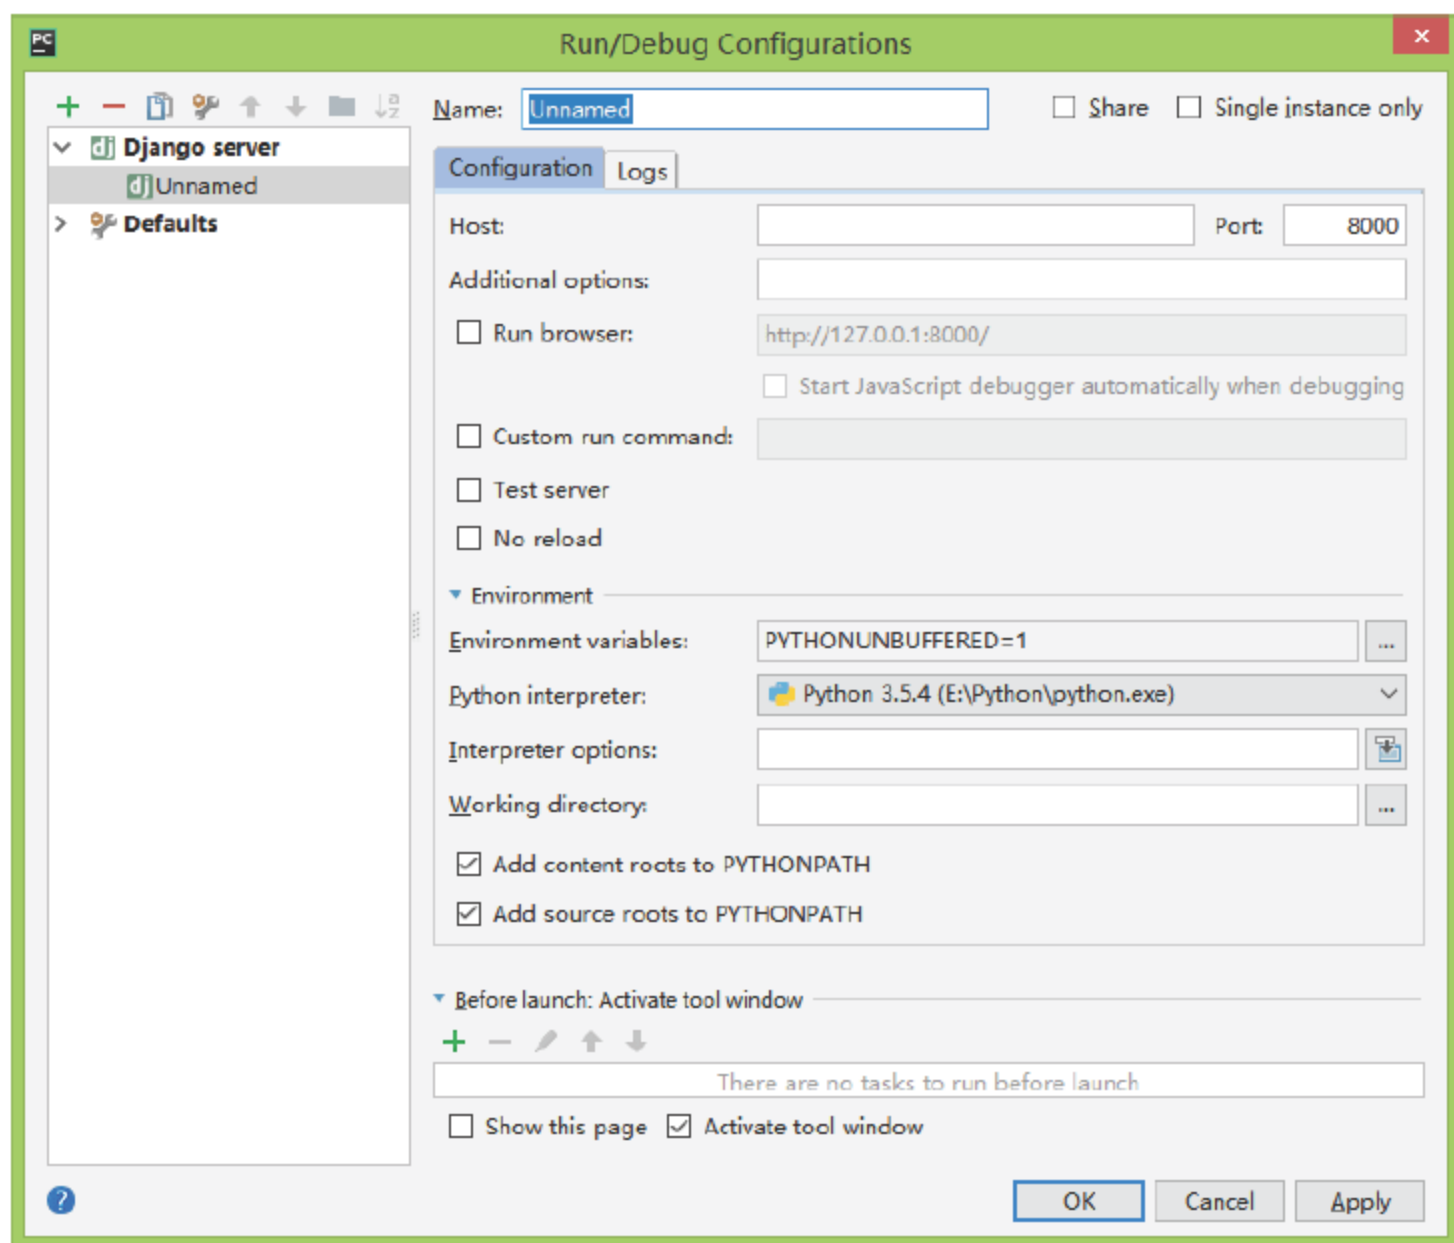 PC
Run/Debug Configurations
Name: Unnamed
Share
Single instance only
dj Django server
dj Unnamed
Defaults
Configuration
Logs
Host:
Port: 8000
Additional options:
Run browser: http://127.0.0.1:8000/
Start JavaScript debugger automatically when debugging
Custom run command:
Test server
No reload
Environment
Environment variables: PYTHONUNBUFFERED=1 ...
Python interpreter: Python 3.5.4 (E:\Python\python.exe)
Interpreter options:
Working directory: ...
Add content roots to PYTHONPATH
Add source roots to PYTHONPATH
Before launch: Activate tool window
There are no tasks to run before launch
Show this page Activate tool window
? OK Cancel Apply